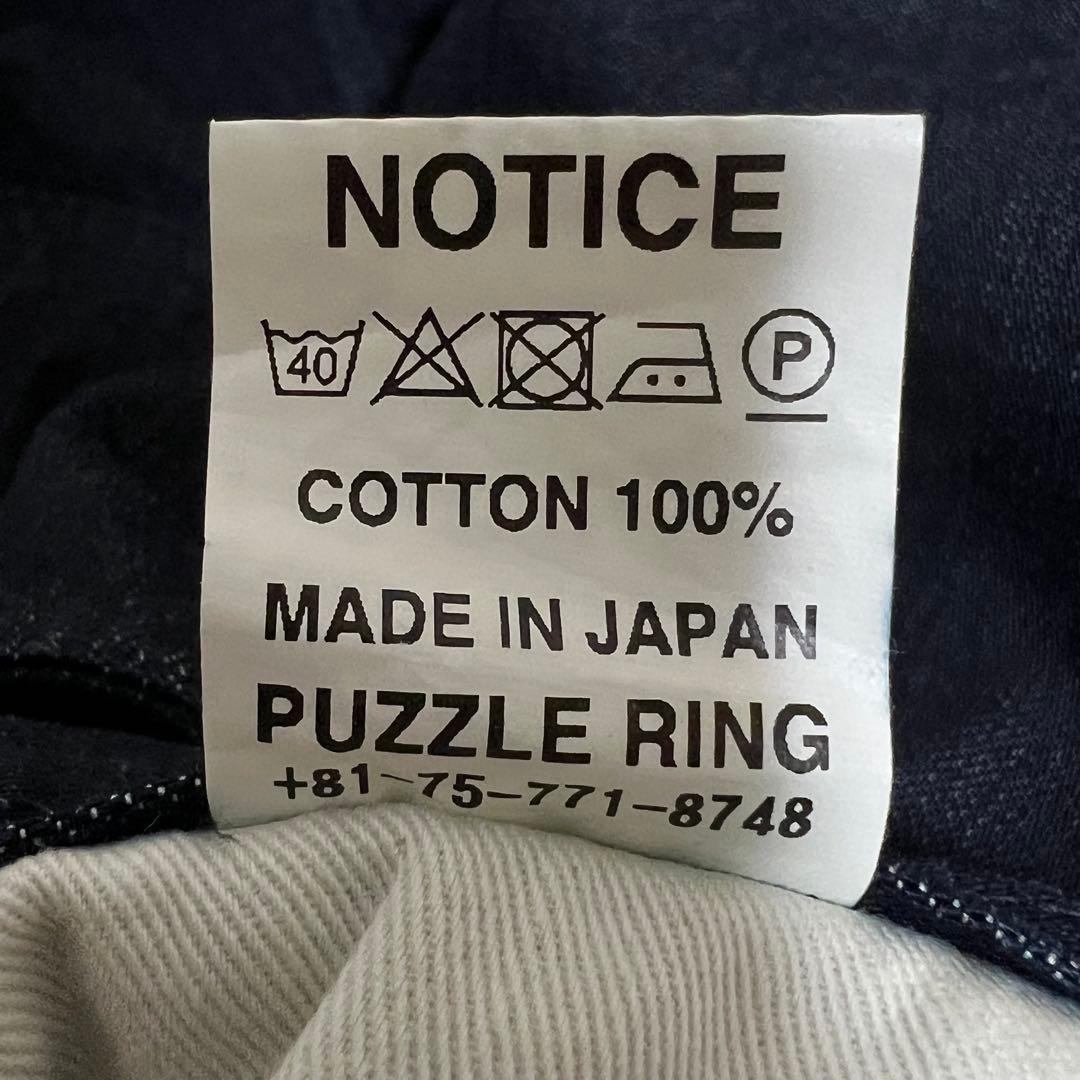 NOTICE
40 P
COTTON 100%
MADE IN JAPAN
PUZZLE RING
+81-75-771-8748